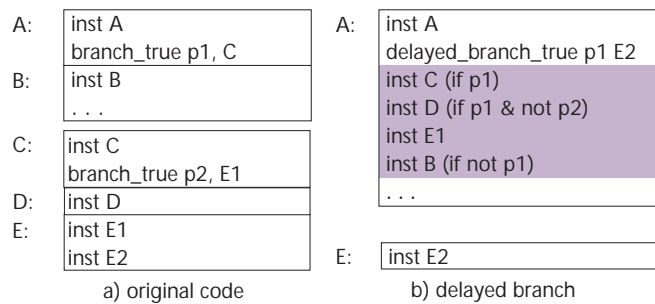 A:
inst A
branch_true p1, C
B:
inst B
. . .
C:
inst C
branch_true p2, E1
D:
inst D
E:
inst E1
inst E2
a) original code
A:
inst A
delayed_branch_true p1 E2
inst C (if p1)
inst D (if p1 & not p2)
inst E1
inst B (if not p1)
. . .
E:
inst E2
b) delayed branch